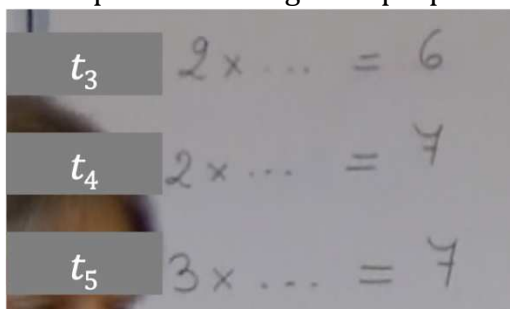 t₃ 2 × ... = 6
t₄ 2 × ... = 7
t₅ 3 × ... = 7